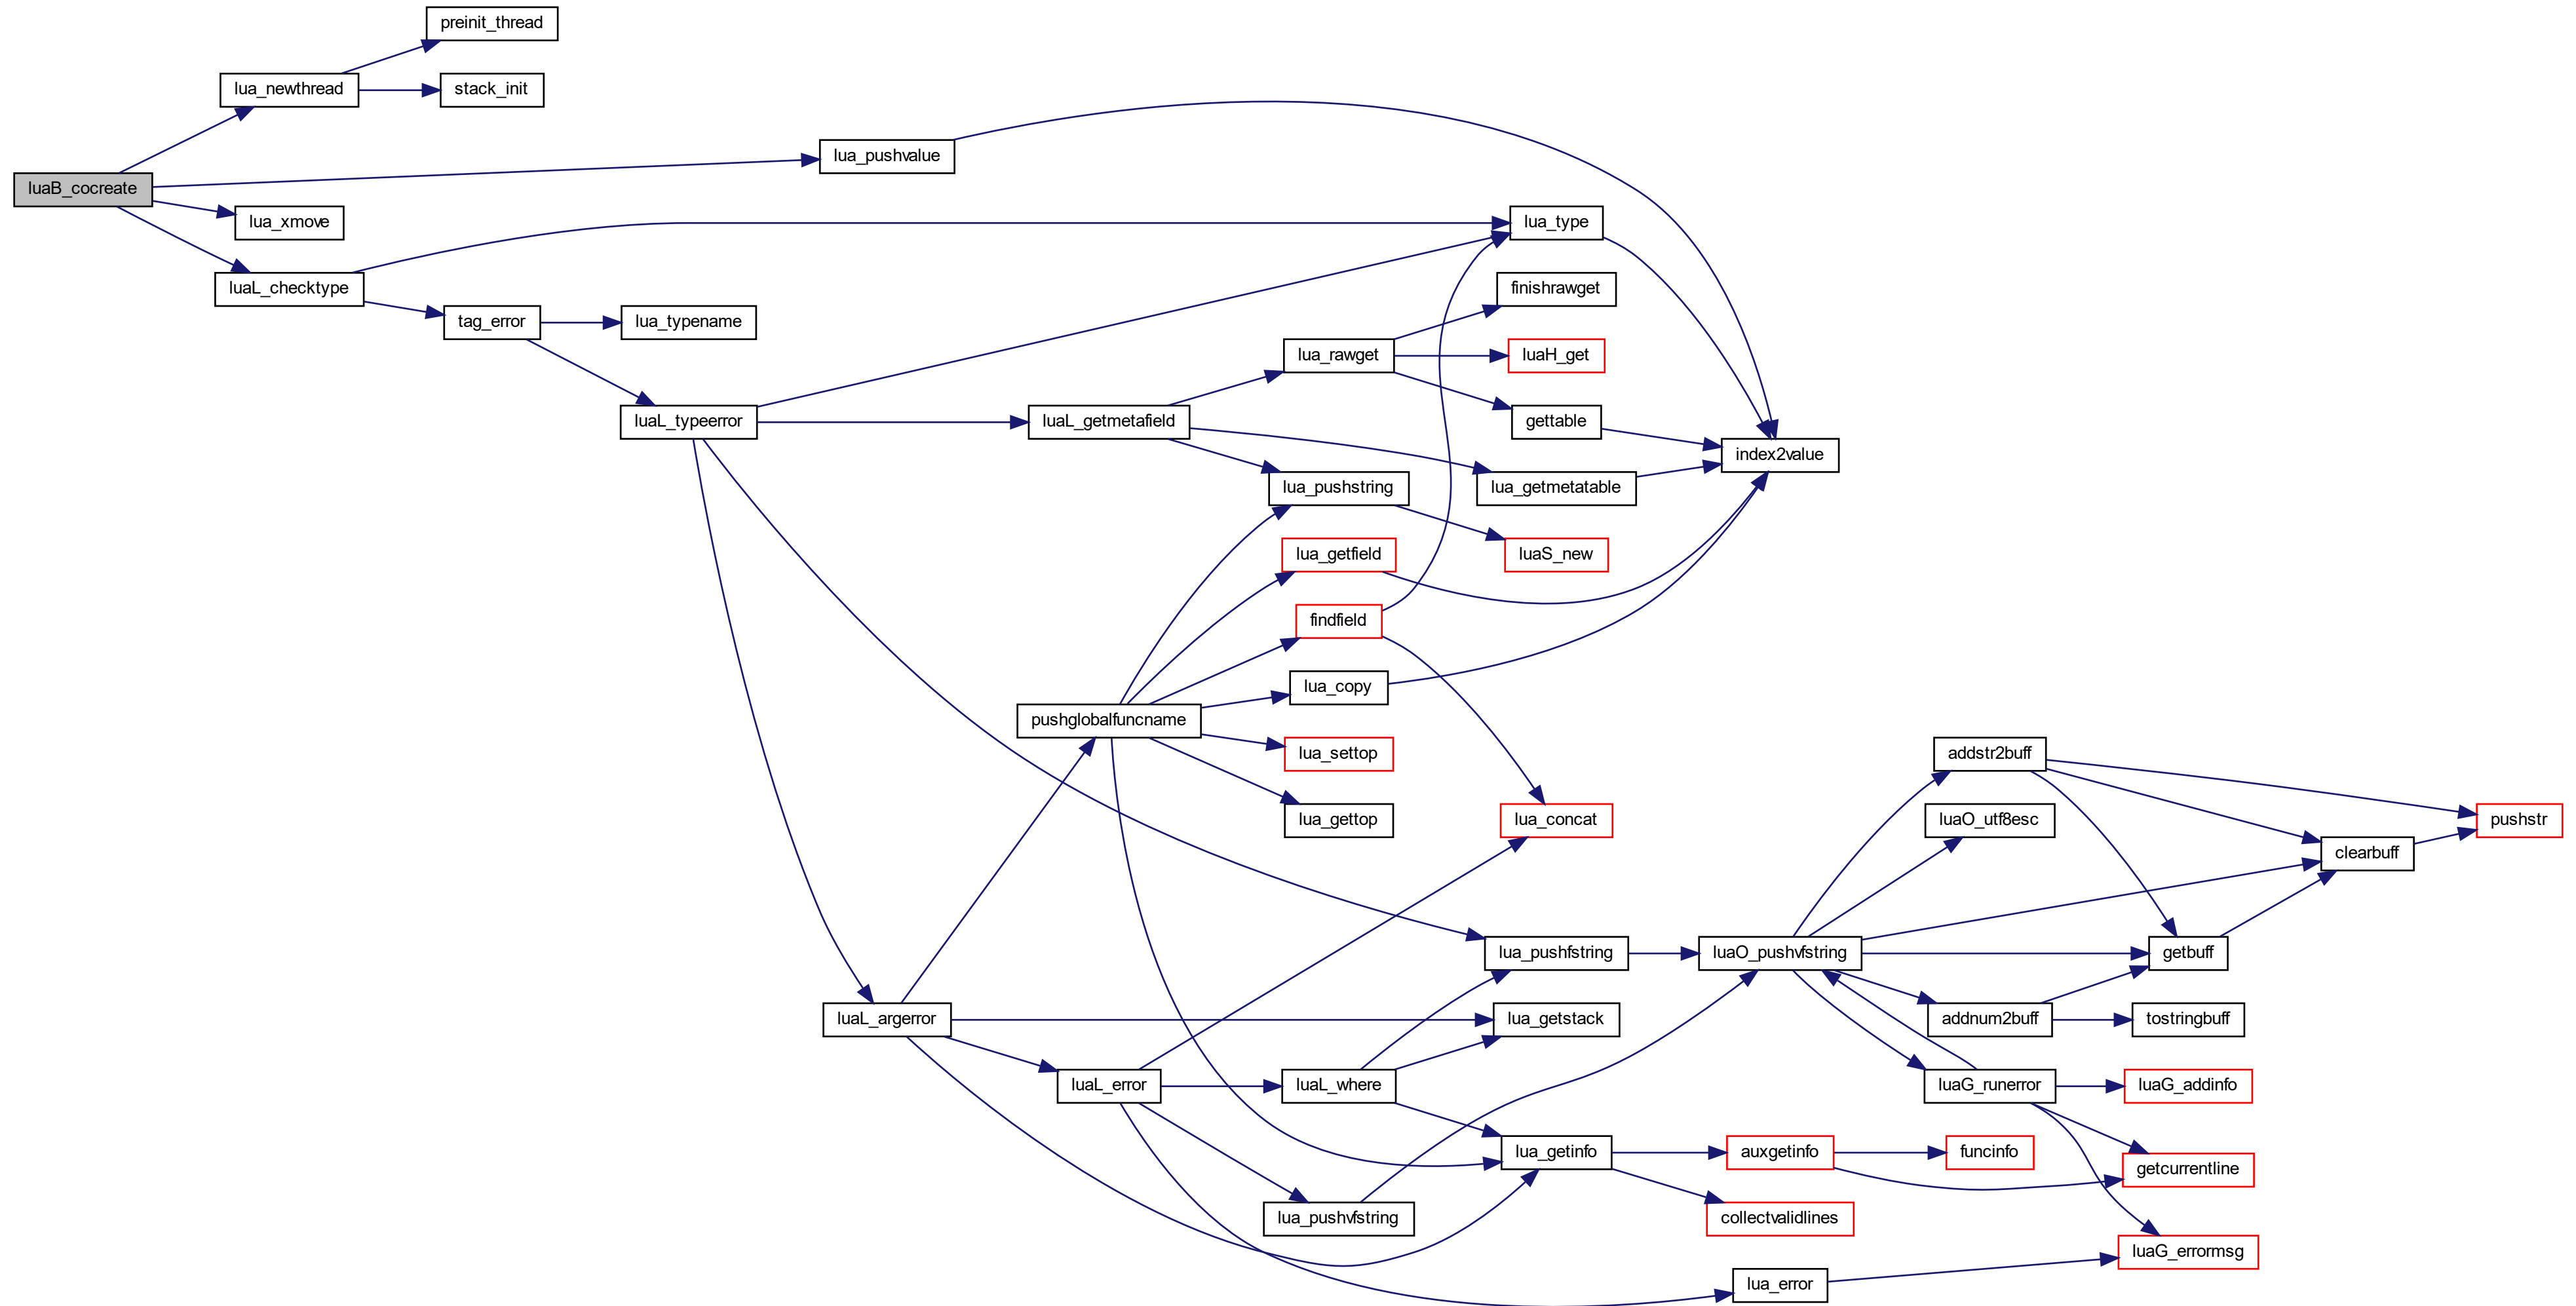 preinit_thread
lua_newthread
stack_init
lua_pushvalue
luaB_cocreate
lua_xmove
lua_type
luaL_checktype
finishrawget
tag_error
lua_typename
lua_rawget
luaH_get
luaL_typeerror
luaL_getmetafield
gettable
index2value
lua_pushstring
lua_getmetatable
lua_getfield
luaS_new
findfield
lua_copy
pushglobalfuncname
lua_settop
addstr2buff
lua_gettop
lua_concat
luaO_utf8esc
pushstr
clearbuff
lua_pushfstring
luaO_pushvfstring
getbuff
luaL_argerror
lua_getstack
addnum2buff
tostringbuff
luaL_error
luaL_where
luaG_runerror
luaG_addinfo
lua_getinfo
auxgetinfo
funcinfo
getcurrentline
lua_pushvfstring
collectvalidlines
luaG_errormsg
lua_error